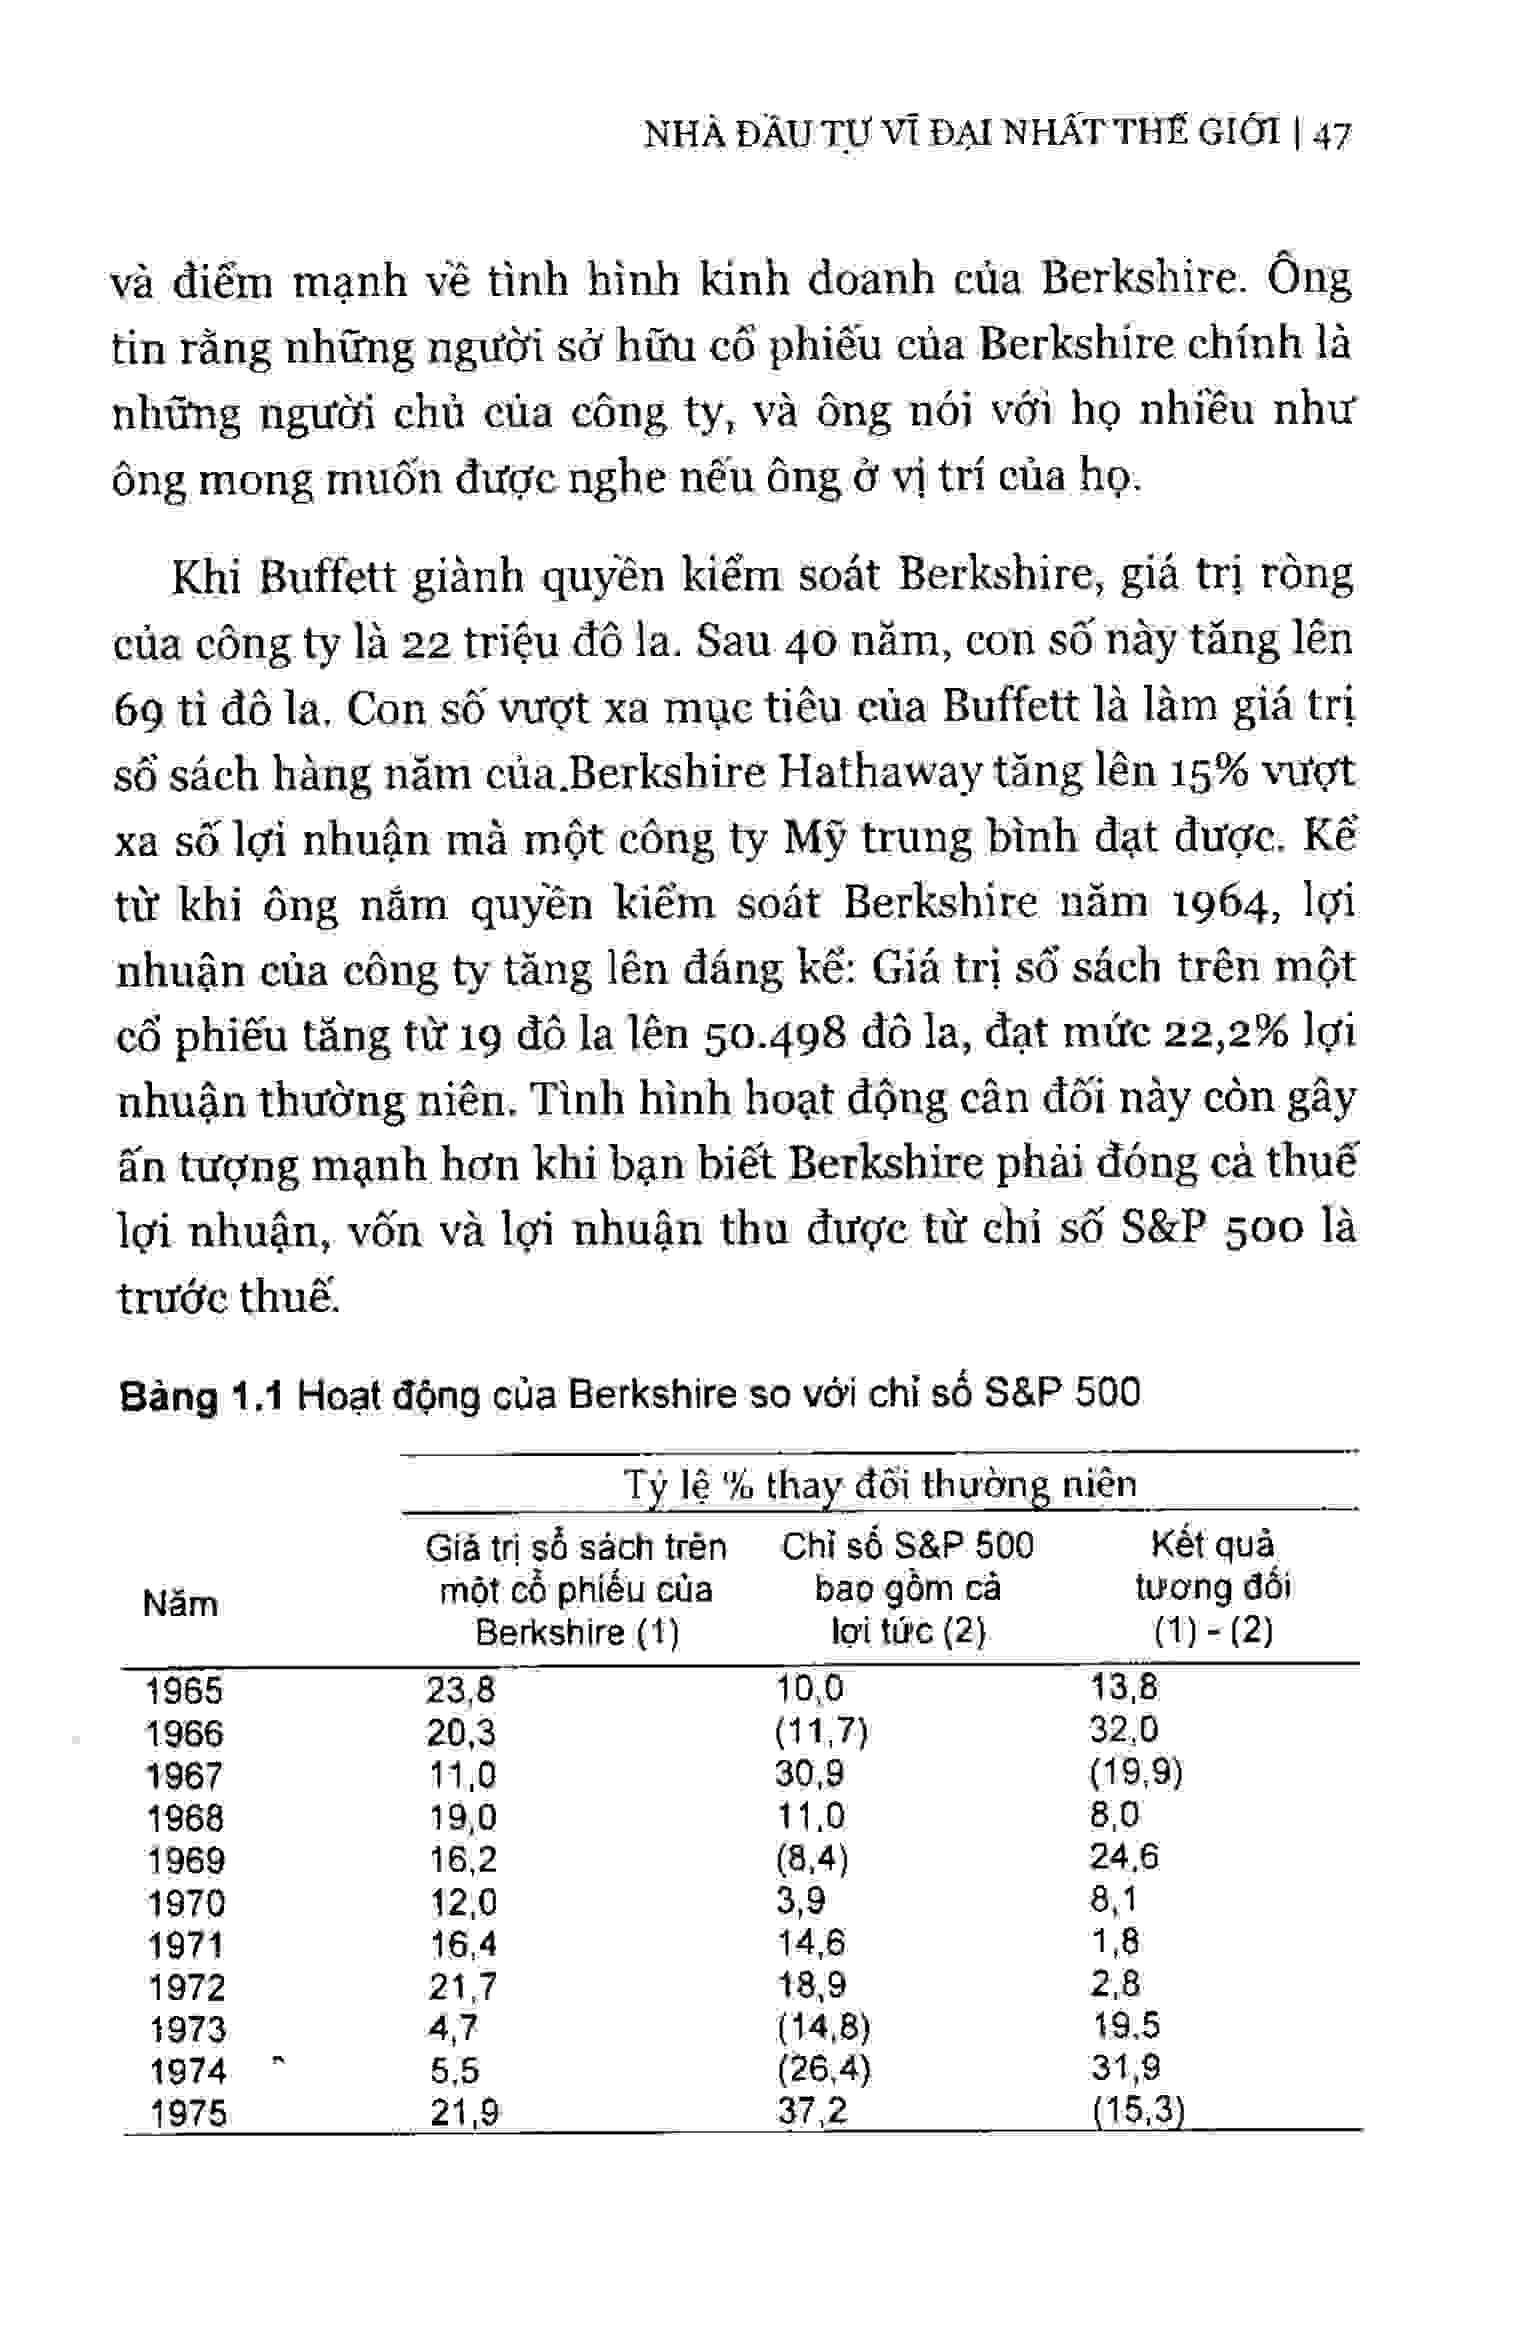 NHÀ ĐẦU TƯ VĨ ĐẠI NHẤT THẾ GIỚI | 47
và điểm mạnh về tình hình kinh doanh của Berkshire. Ông
tin rằng những người sở hữu cổ phiếu của Berkshire chính là
những người chủ của công ty, và ông nói với họ nhiều như
ông mong muốn được nghe nếu ông ở vị trí của họ.
Khi Buffett giành quyền kiểm soát Berkshire, giá trị ròng
của công ty là 22 triệu đô la. Sau 40 năm, con số này tăng lên
69 tỉ đô la. Con số vượt xa mục tiêu của Buffett là làm giá trị
sổ sách hàng năm của.Berkshire Hathaway tăng lên 15% vượt
xa số lợi nhuận mà một công ty Mỹ trung bình đạt được. Kể
từ khi ông nắm quyền kiểm soát Berkshire năm 1964, lợi
nhuận của công ty tăng lên đáng kể: Giá trị sổ sách trên một
cổ phiếu tăng từ 19 đô la lên 50.498 đô la, đạt mức 22,2% lợi
nhuận thường niên. Tình hình hoạt động cân đối này còn gây
ấn tượng mạnh hơn khi bạn biết Berkshire phải đóng cả thuế
lợi nhuận, vốn và lợi nhuận thu được từ chỉ số S&P 500 là
trước thuế.
Bảng 1.1 Hoạt động của Berkshire so với chỉ số S&P 500
Tỷ lệ % thay đổi thường niên
Giá trị sổ sách trên Chỉ số S&P 500 Kết quả
Năm một cổ phiếu của bao gồm cả tương đối
Berkshire (1) lợi tức (2) (1) - (2)
1965 23,8 10,0 13,8
1966 20,3 (11,7) 32,0
1967 11,0 30,9 (19,9)
1968 19,0 11,0 8,0
1969 16,2 (8,4) 24,6
1970 12,0 3,9 8,1
1971 16,4 14,6 1,8
1972 21,7 18,9 2,8
1973 4,7 (14,8) 19.5
1974 5,5 (26,4) 31,9
1975 21,9 37,2 (15,3)